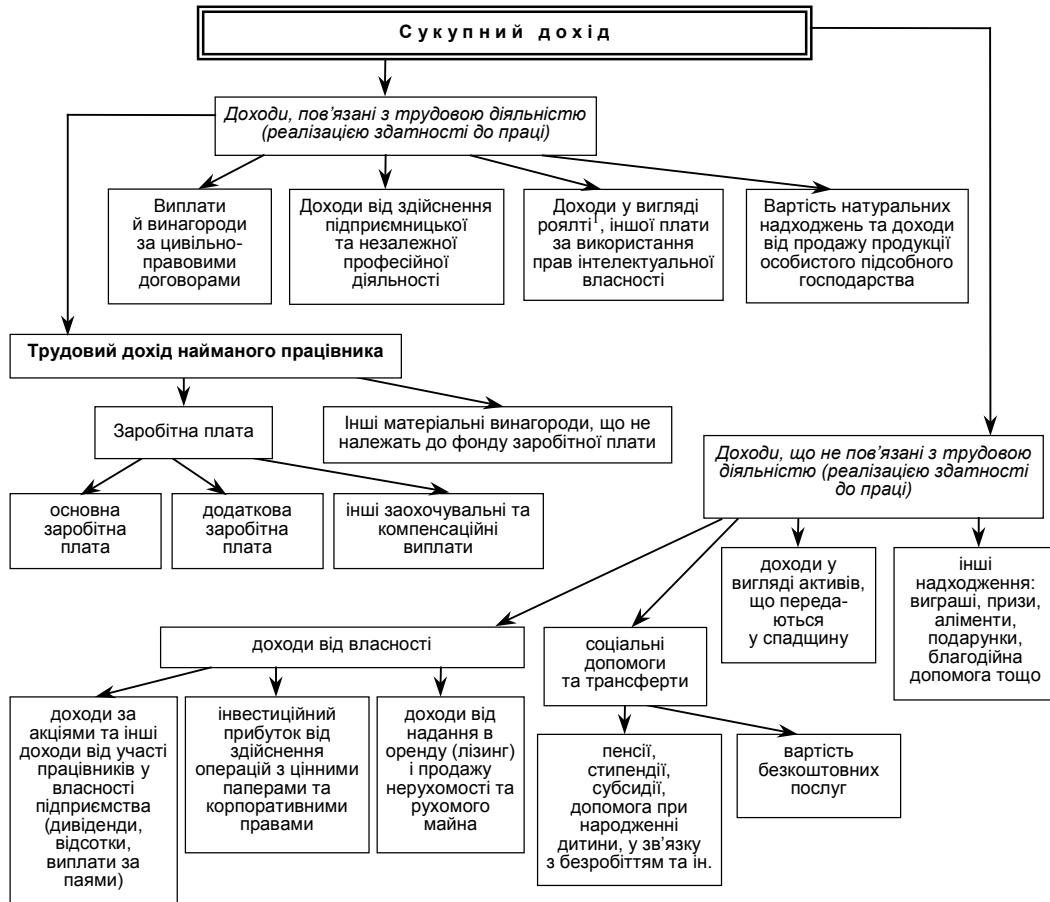 Сукупний дохід
Доходи, пов’язані з трудовою діяльністю
(реалізацією здатності до праці)
Виплати
й винагороди
за цивільно-
правовими
договорами
Доходи від здійснення
підприємницької
та незалежної
професійної
діяльності
Доходи у вигляді
роялті¹, іншої плати
за використання
прав інтелектуальної
власності
Вартість натуральних
надходжень та доходи
від продажу продукції
особистого підсобного
господарства
Трудовий дохід найманого працівника
Заробітна плата
Інші матеріальні винагороди, що не
належать до фонду заробітної плати
основна
заробітна
плата
додаткова
заробітна
плата
інші заохочувальні та
компенсаційні
виплати
Доходи, що не пов’язані з трудовою
діяльністю (реалізацією здатності
до праці)
доходи від власності
соціальні
допомоги
та трансферти
доходи у
вигляді активів,
що переда-
ються
у спадщину
інші
надходження:
виграші, призи,
аліменти,
подарунки,
благодійна
допомога тощо
доходи за
акціями та інші
доходи від участі
працівників у
власності
підприємства
(дивіденди,
відсотки,
виплати за
паями)
інвестиційний
прибуток від
здійснення
операцій з цінними
паперами та
корпоративними
правами
доходи від
надання в
оренду (лізинг)
і продажу
нерухомості та
рухомого
майна
пенсії,
стипендії,
субсидії,
допомога при
народженні
дитини, у зв’язку
з безробіттям та ін.
вартість
безкоштовних
послуг